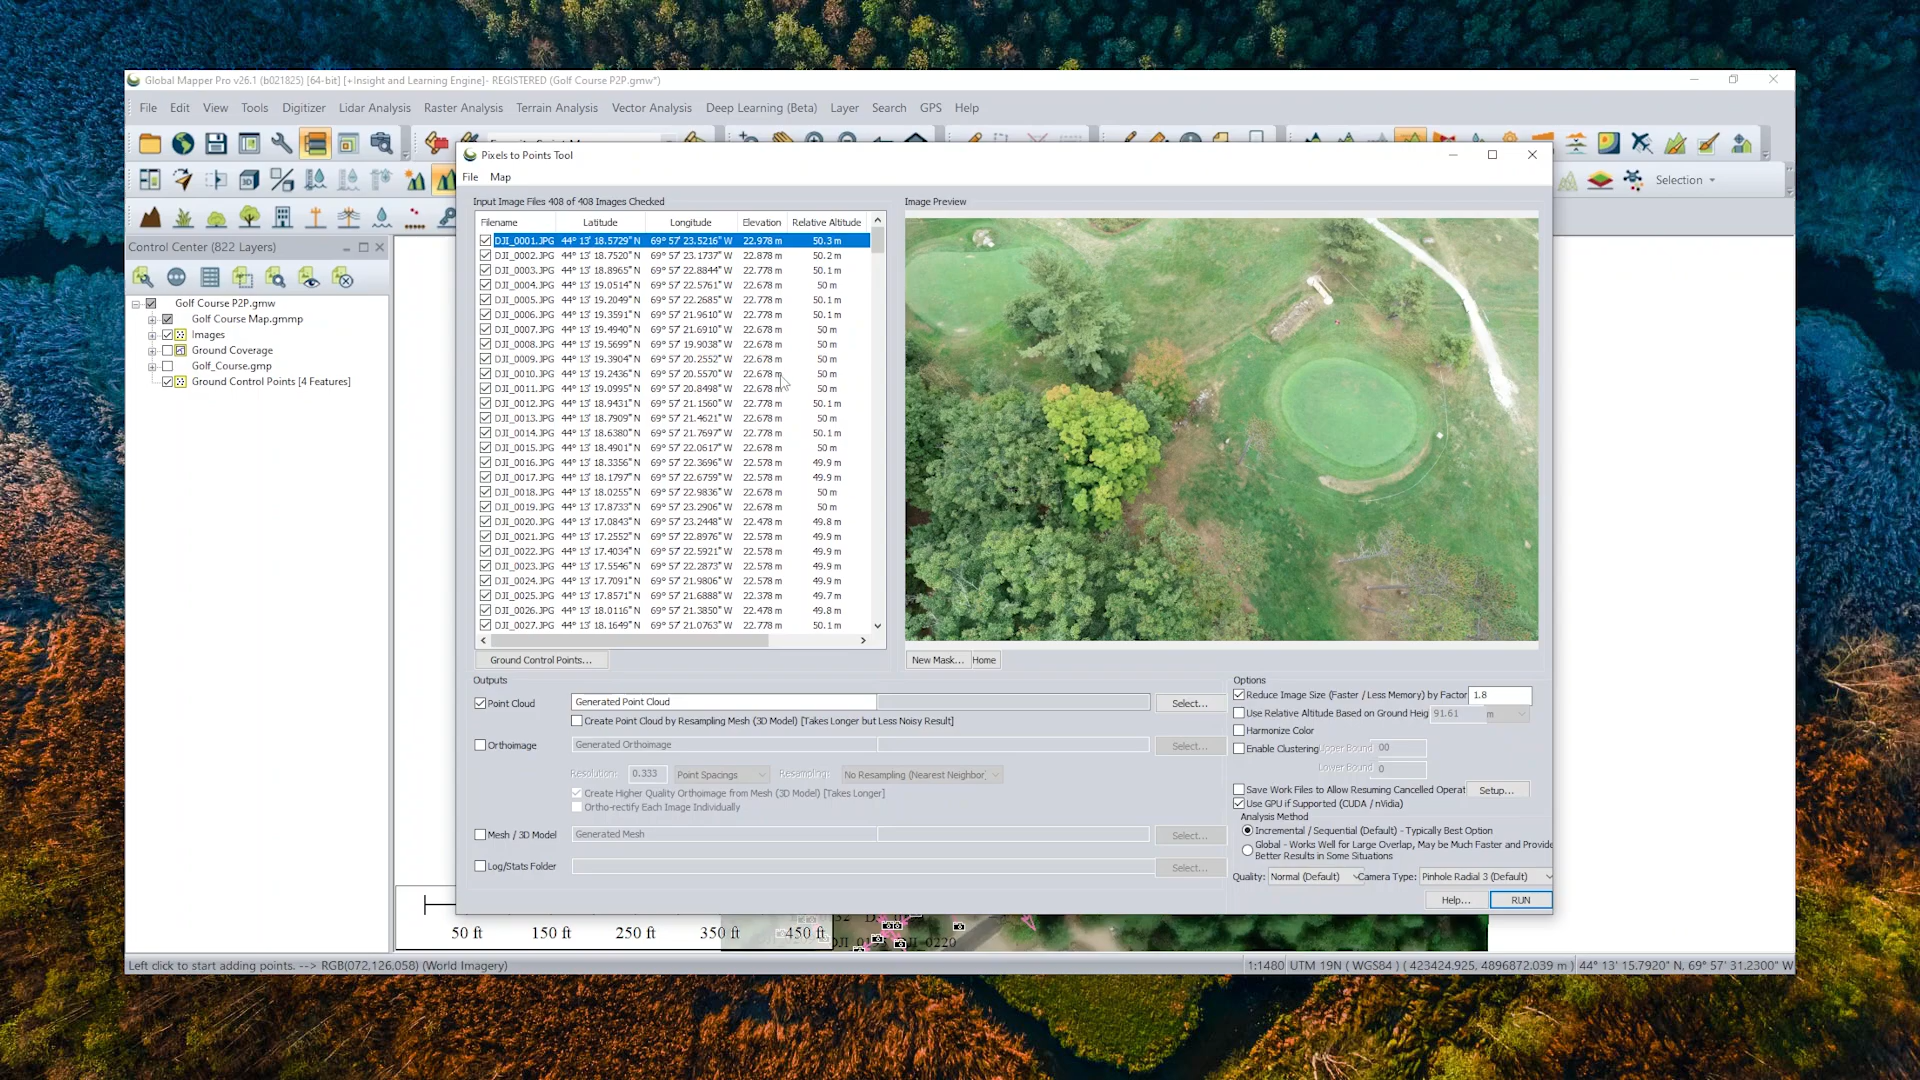 Global Mapper Pro v26.1 (b021825) [64-bit] [+Insight and Learning Engine]- REGISTERED (Golf Course P2P.gmw*)
File Edit View Tools Digitizer Lidar Analysis Raster Analysis Terrain Analysis Vector Analysis Deep Learning (Beta) Layer Search GPS Help
Pixels to Points Tool
File Map
Selection
Control Center (822 Layers)
Golf Course P2P.gmw
Golf Course Map.gmmp
Images
Ground Coverage
Golf_Course.gmp
Ground Control Points [4 Features]
Input Image Files 408 of 408 Images Checked
Image Preview
Filename Latitude Longitude Elevation Relative Altitude
DJI_0001.JPG 44° 13' 18.5729" N 69° 57' 23.5216" W 22.978 m 50.3 m
DJI_0002.JPG 44° 13' 18.7520" N 69° 57' 23.1737" W 22.878 m 50.2 m
DJI_0003.JPG 44° 13' 18.8965" N 69° 57' 22.8844" W 22.778 m 50.1 m
DJI_0004.JPG 44° 13' 19.0514" N 69° 57' 22.5761" W 22.678 m 50 m
DJI_0005.JPG 44° 13' 19.2049" N 69° 57' 22.2685" W 22.778 m 50.1 m
DJI_0006.JPG 44° 13' 19.3591" N 69° 57' 21.9610" W 22.778 m 50.1 m
DJI_0007.JPG 44° 13' 19.4940" N 69° 57' 21.6910" W 22.678 m 50 m
DJI_0008.JPG 44° 13' 19.5699" N 69° 57' 19.9038" W 22.678 m 50 m
DJI_0009.JPG 44° 13' 19.3904" N 69° 57' 20.2552" W 22.678 m 50 m
DJI_0010.JPG 44° 13' 19.2436" N 69° 57' 20.5570" W 22.678 m 50 m
DJI_0011.JPG 44° 13' 19.0995" N 69° 57' 20.8498" W 22.678 m 50 m
DJI_0012.JPG 44° 13' 18.9431" N 69° 57' 21.1560" W 22.778 m 50.1 m
DJI_0013.JPG 44° 13' 18.7909" N 69° 57' 21.4621" W 22.678 m 50 m
DJI_0014.JPG 44° 13' 18.6380" N 69° 57' 21.7697" W 22.778 m 50.1 m
DJI_0015.JPG 44° 13' 18.4901" N 69° 57' 22.0617" W 22.678 m 50 m
DJI_0016.JPG 44° 13' 18.3356" N 69° 57' 22.3696" W 22.578 m 49.9 m
DJI_0017.JPG 44° 13' 18.1797" N 69° 57' 22.6759" W 22.578 m 49.9 m
DJI_0018.JPG 44° 13' 18.0255" N 69° 57' 22.9836" W 22.678 m 50 m
DJI_0019.JPG 44° 13' 17.8733" N 69° 57' 23.2906" W 22.678 m 50 m
DJI_0020.JPG 44° 13' 17.0843" N 69° 57' 23.2448" W 22.478 m 49.8 m
DJI_0021.JPG 44° 13' 17.2552" N 69° 57' 22.8976" W 22.578 m 49.9 m
DJI_0022.JPG 44° 13' 17.4034" N 69° 57' 22.5921" W 22.578 m 49.9 m
DJI_0023.JPG 44° 13' 17.5546" N 69° 57' 22.2873" W 22.578 m 49.9 m
DJI_0024.JPG 44° 13' 17.7091" N 69° 57' 21.9806" W 22.578 m 49.9 m
DJI_0025.JPG 44° 13' 17.8571" N 69° 57' 21.6888" W 22.378 m 49.7 m
DJI_0026.JPG 44° 13' 18.0116" N 69° 57' 21.3850" W 22.478 m 49.8 m
DJI_0027.JPG 44° 13' 18.1649" N 69° 57' 21.0763" W 22.778 m 50.1 m
Ground Control Points...
New Mask... Home
Outputs
Point Cloud Generated Point Cloud Select...
Create Point Cloud by Resampling Mesh (3D Model) [Takes Longer but Less Noisy Result]
Orthoimage Generated Orthoimage Select...
Resolution: 0.333 Point Spacings Resampling: No Resampling (Nearest Neighbor)
Create Higher Quality Orthoimage from Mesh (3D Model) [Takes Longer]
Ortho-rectify Each Image Individually
Mesh / 3D Model Generated Mesh Select...
Log/Stats Folder Select...
Options
Reduce Image Size (Faster / Less Memory) by Factor 1.8
Use Relative Altitude Based on Ground Heig 91.61 m
Harmonize Color
Enable Clustering Upper Bound 00
Lower Bound 0
Save Work Files to Allow Resuming Cancelled Operat Setup...
Use GPU if Supported (CUDA / nVidia)
Analysis Method
Incremental / Sequential (Default) - Typically Best Option
Global - Works Well for Large Overlap, May be Much Faster and Provide
Better Results in Some Situations
Quality: Normal (Default) Camera Type: Pinhole Radial 3 (Default)
Help... RUN
50 ft 150 ft 250 ft 350 ft 450 ft
Left click to start adding points. --> RGB(072,126,058) (World Imagery)
1:1480 UTM 19N ( WGS84 ) ( 423424.925, 4896872.039 m ) 44° 13' 15.7920" N, 69° 57' 31.2300" W